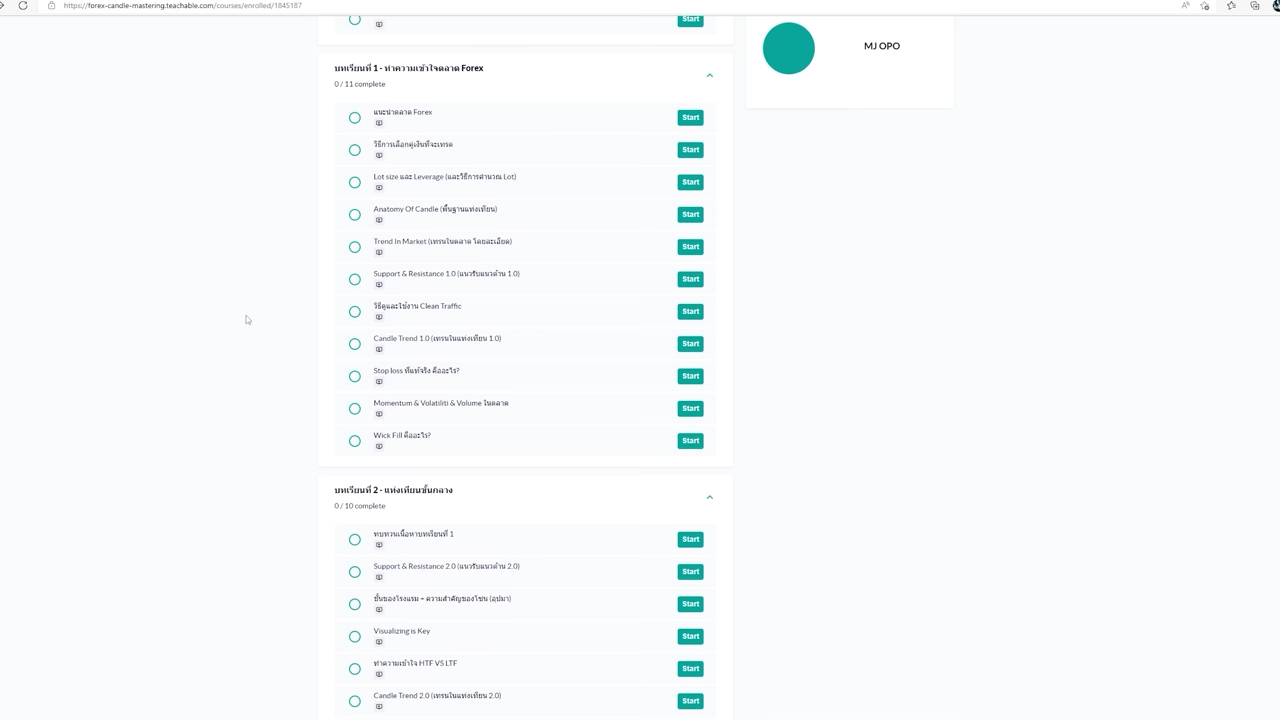 https://forex-candle-mastering.teachable.com/courses/enrolled/1845187
Start
MJ OPO
บทเรียนที่ 1 - ทำความเข้าใจตลาด Forex
0 / 11 complete
แนะนำตลาด Forex
Start
วิธีการเลือกคู่เงินที่จะเทรด
Start
Lot size และ Leverage (และวิธีการคำนวณ Lot)
Start
Anatomy Of Candle (พื้นฐานแท่งเทียน)
Start
Trend In Market (เทรนในตลาด โดยละเอียด)
Start
Support & Resistance 1.0 (แนวรับแนวต้าน 1.0)
Start
วิธีดูและใช้งาน Clean Traffic
Start
Candle Trend 1.0 (เทรนในแท่งเทียน 1.0)
Start
Stop loss ที่แท้จริง คืออะไร?
Start
Momentum & Volatiliti & Volume ในตลาด
Start
Wick Fill คืออะไร?
Start
บทเรียนที่ 2 - แท่งเทียนขั้นกลาง
0 / 10 complete
ทบทวนเนื้อหาบทเรียนที่ 1
Start
Support & Resistance 2.0 (แนวรับแนวต้าน 2.0)
Start
ชั้นของโรงแรม + ความสำคัญของโซน (อุปมา)
Start
Visualizing is Key
Start
ทำความเข้าใจ HTF VS LTF
Start
Candle Trend 2.0 (เทรนในแท่งเทียน 2.0)
Start